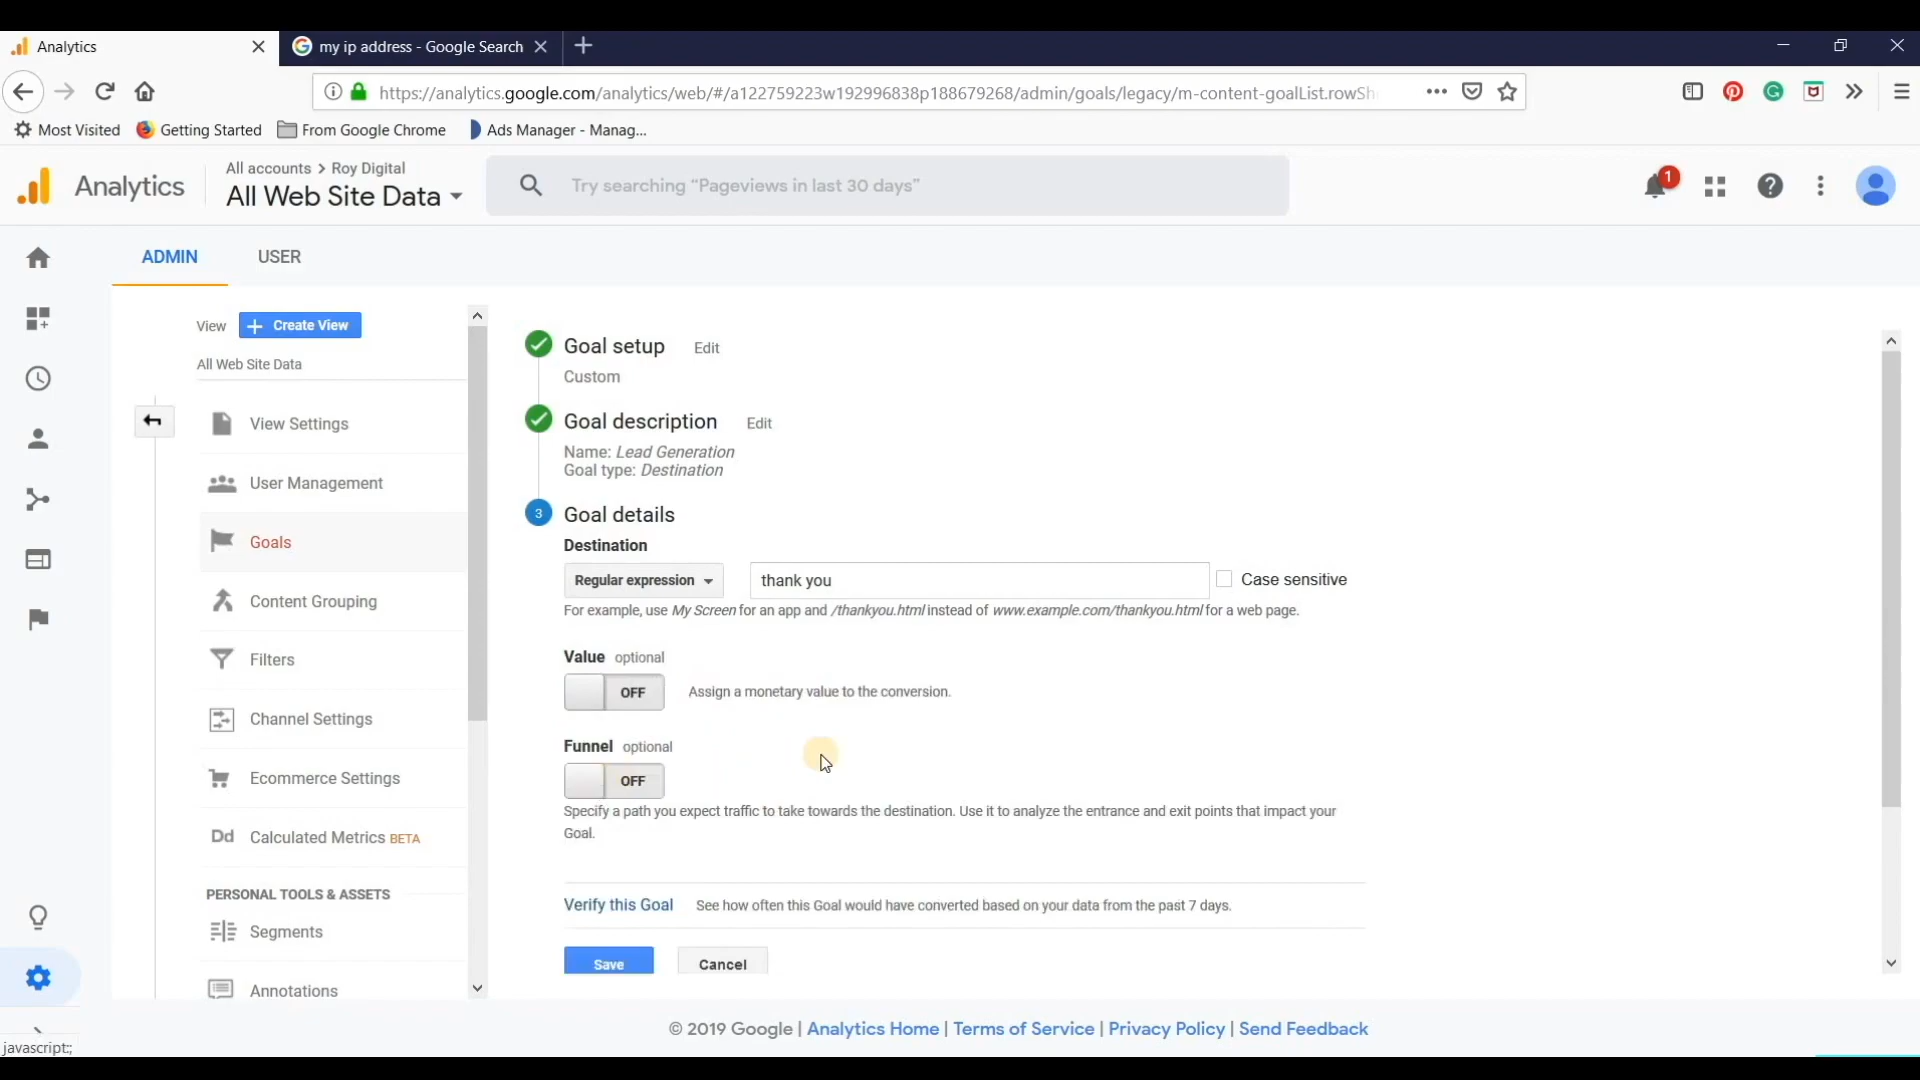 Analytics
my ip address - Google Search
https://analytics.google.com/analytics/web/#/a122759223w192996838p188679268/admin/goals/legacy/m-content-goalList.rowSh
Most Visited
Getting Started
From Google Chrome
Ads Manager - Manag...
Analytics
All accounts > Roy Digital
All Web Site Data
Try searching “Pageviews in last 30 days”
1
ADMIN
USER
View
+ Create View
All Web Site Data
View Settings
User Management
Goals
Content Grouping
Filters
Channel Settings
Ecommerce Settings
Dd Calculated Metrics BETA
PERSONAL TOOLS & ASSETS
Segments
Annotations
Goal setup Edit
Custom
Goal description Edit
Name: Lead Generation
Goal type: Destination
3 Goal details
Destination
Regular expression
thank you
Case sensitive
For example, use My Screen for an app and /thankyou.html instead of www.example.com/thankyou.html for a web page.
Value optional
OFF
Assign a monetary value to the conversion.
Funnel optional
OFF
Specify a path you expect traffic to take towards the destination. Use it to analyze the entrance and exit points that impact your
Goal.
Verify this Goal See how often this Goal would have converted based on your data from the past 7 days.
Save
Cancel
© 2019 Google | Analytics Home | Terms of Service | Privacy Policy | Send Feedback
javascript:;